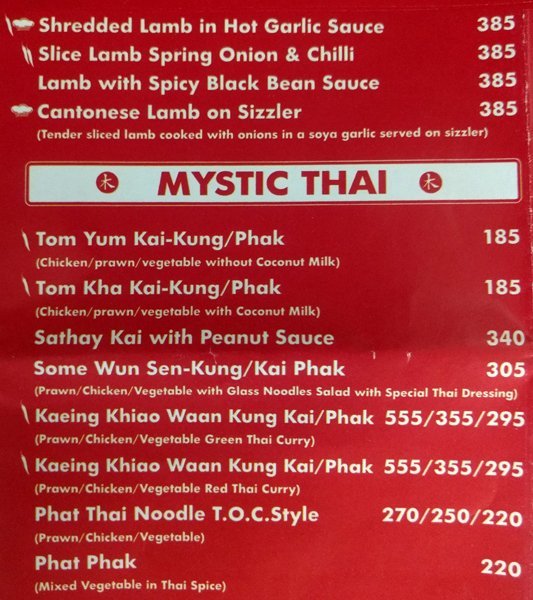 Shredded Lamb in Hot Garlic Sauce 385
Slice Lamb Spring Onion & Chilli 385
Lamb with Spicy Black Bean Sauce 385
Cantonese Lamb on Sizzler 385
(Tender sliced lamb cooked with onions in a soya garlic served on sizzler)
MYSTIC THAI
Tom Yum Kai-Kung/Phak 185
(Chicken/prawn/vegetable without Coconut Milk)
Tom Kha Kai-Kung/Phak 185
(Chicken/prawn/vegetable with Coconut Milk)
Sathay Kai with Peanut Sauce 340
Some Wun Sen-Kung/Kai Phak 305
(Prawn/Chicken/Vegetable with Glass Noodles Salad with Special Thai Dressing)
Kaeing Khiao Waan Kung Kai/Phak 555/355/295
(Prawn/Chicken/Vegetable Green Thai Curry)
Kaeing Khiao Waan Kung Kai/Phak 555/355/295
(Prawn/Chicken/Vegetable Red Thai Curry)
Phat Thai Noodle T.O.C.Style 270/250/220
(Prawn/Chicken/Vegetable)
Phat Phak 220
(Mixed Vegetable in Thai Spice)